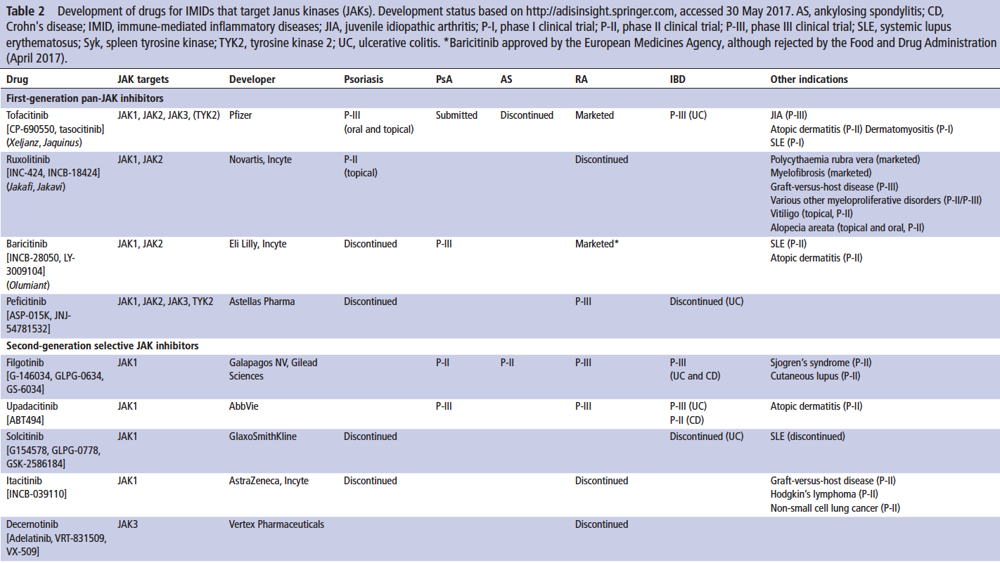 Table 2 Development of drugs for IMIDs that target Janus kinases (JAKs). Development status based on http://adisinsight.springer.com, accessed 30 May 2017. AS, ankylosing spondylitis; CD,
Crohn's disease; IMID, immune-mediated inflammatory diseases; JIA, juvenile idiopathic arthritis; P-I, phase I clinical trial; P-II, phase II clinical trial; P-III, phase III clinical trial; SLE, systemic lupus
erythematosus; Syk, spleen tyrosine kinase; TYK2, tyrosine kinase 2; UC, ulcerative colitis. *Baricitinib approved by the European Medicines Agency, although rejected by the Food and Drug Administration
(April 2017).
Drug JAK targets Developer Psoriasis PsA AS RA IBD Other indications
First-generation pan-JAK inhibitors
Tofacitinib JAK1, JAK2, JAK3, (TYK2) Pfizer P-III Submitted Discontinued Marketed P-III (UC) JIA (P-III)
[CP-690550, tasocitinib] (oral and topical) Atopic dermatitis (P-II) Dermatomyositis (P-I)
(Xeljanz, Jaquinus) SLE (P-I)
Ruxolitinib JAK1, JAK2 Novartis, Incyte P-II Discontinued Polycythaemia rubra vera (marketed)
[INC-424, INCB-18424] (topical) Myelofibrosis (marketed)
(Jakafi, Jakavi) Graft-versus-host disease (P-III)
Various other myeloproliferative disorders (P-II/P-III)
Vitiligo (topical, P-II)
Alopecia areata (topical and oral, P-II)
Baricitinib JAK1, JAK2 Eli Lilly, Incyte Discontinued P-III Marketed* SLE (P-II)
[INCB-28050, LY- Atopic dermatitis (P-II)
3009104]
(Olumiant)
Peficitinib JAK1, JAK2, JAK3, TYK2 Astellas Pharma Discontinued P-III Discontinued (UC)
[ASP-015K, JNJ-
54781532]
Second-generation selective JAK inhibitors
Filgotinib JAK1 Galapagos NV, Gilead P-II P-II P-III P-III Sjogren's syndrome (P-II)
[G-146034, GLPG-0634, Sciences (UC and CD) Cutaneous lupus (P-II)
GS-6034]
Upadacitinib JAK1 AbbVie P-III P-III P-III (UC) Atopic dermatitis (P-II)
[ABT494] P-II (CD)
Solcitinib JAK1 GlaxoSmithKline Discontinued Discontinued (UC) SLE (discontinued)
[G154578, GLPG-0778,
GSK-2586184]
Itacitinib JAK1 AstraZeneca, Incyte Discontinued Discontinued Graft-versus-host disease (P-II)
[INCB-039110] Hodgkin's lymphoma (P-II)
Non-small cell lung cancer (P-II)
Decernotinib JAK3 Vertex Pharmaceuticals Discontinued
[Adelatinib, VRT-831509,
VX-509]